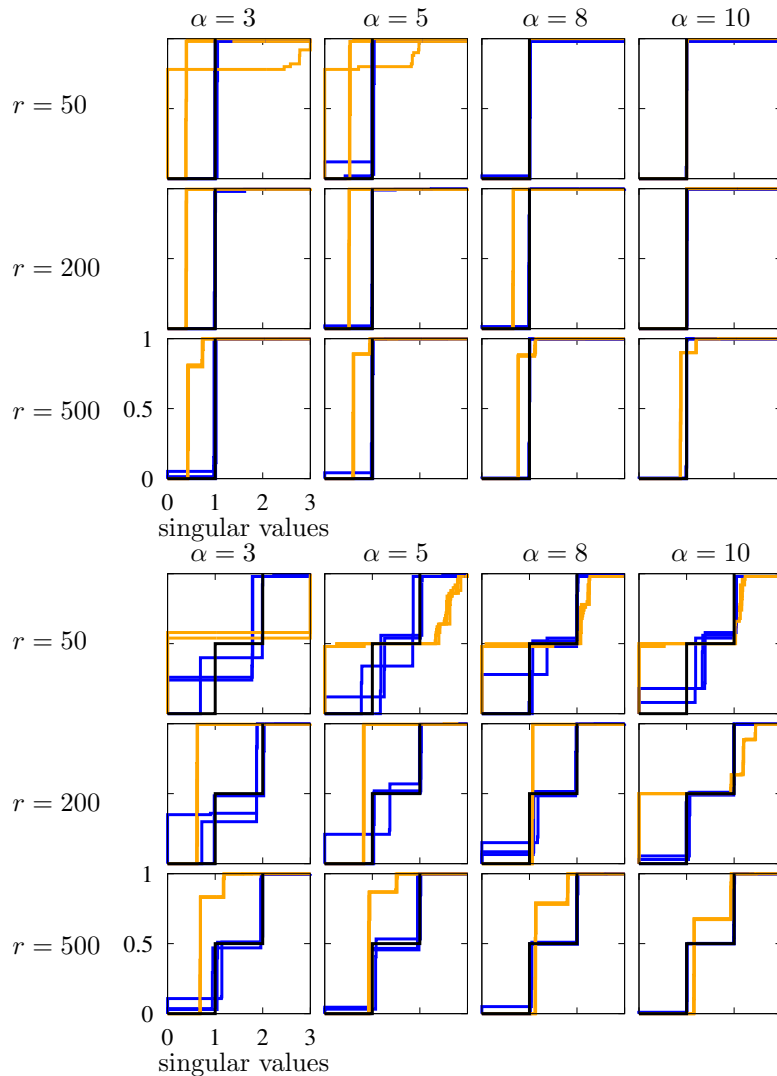 α = 3 α = 5 α = 8 α = 10
r = 50
r = 200
1
r = 500 0.5
0
0 1 2 3
singular values
α = 3 α = 5 α = 8 α = 10
r = 50
r = 200
1
r = 500 0.5
0
0 1 2 3
singular values